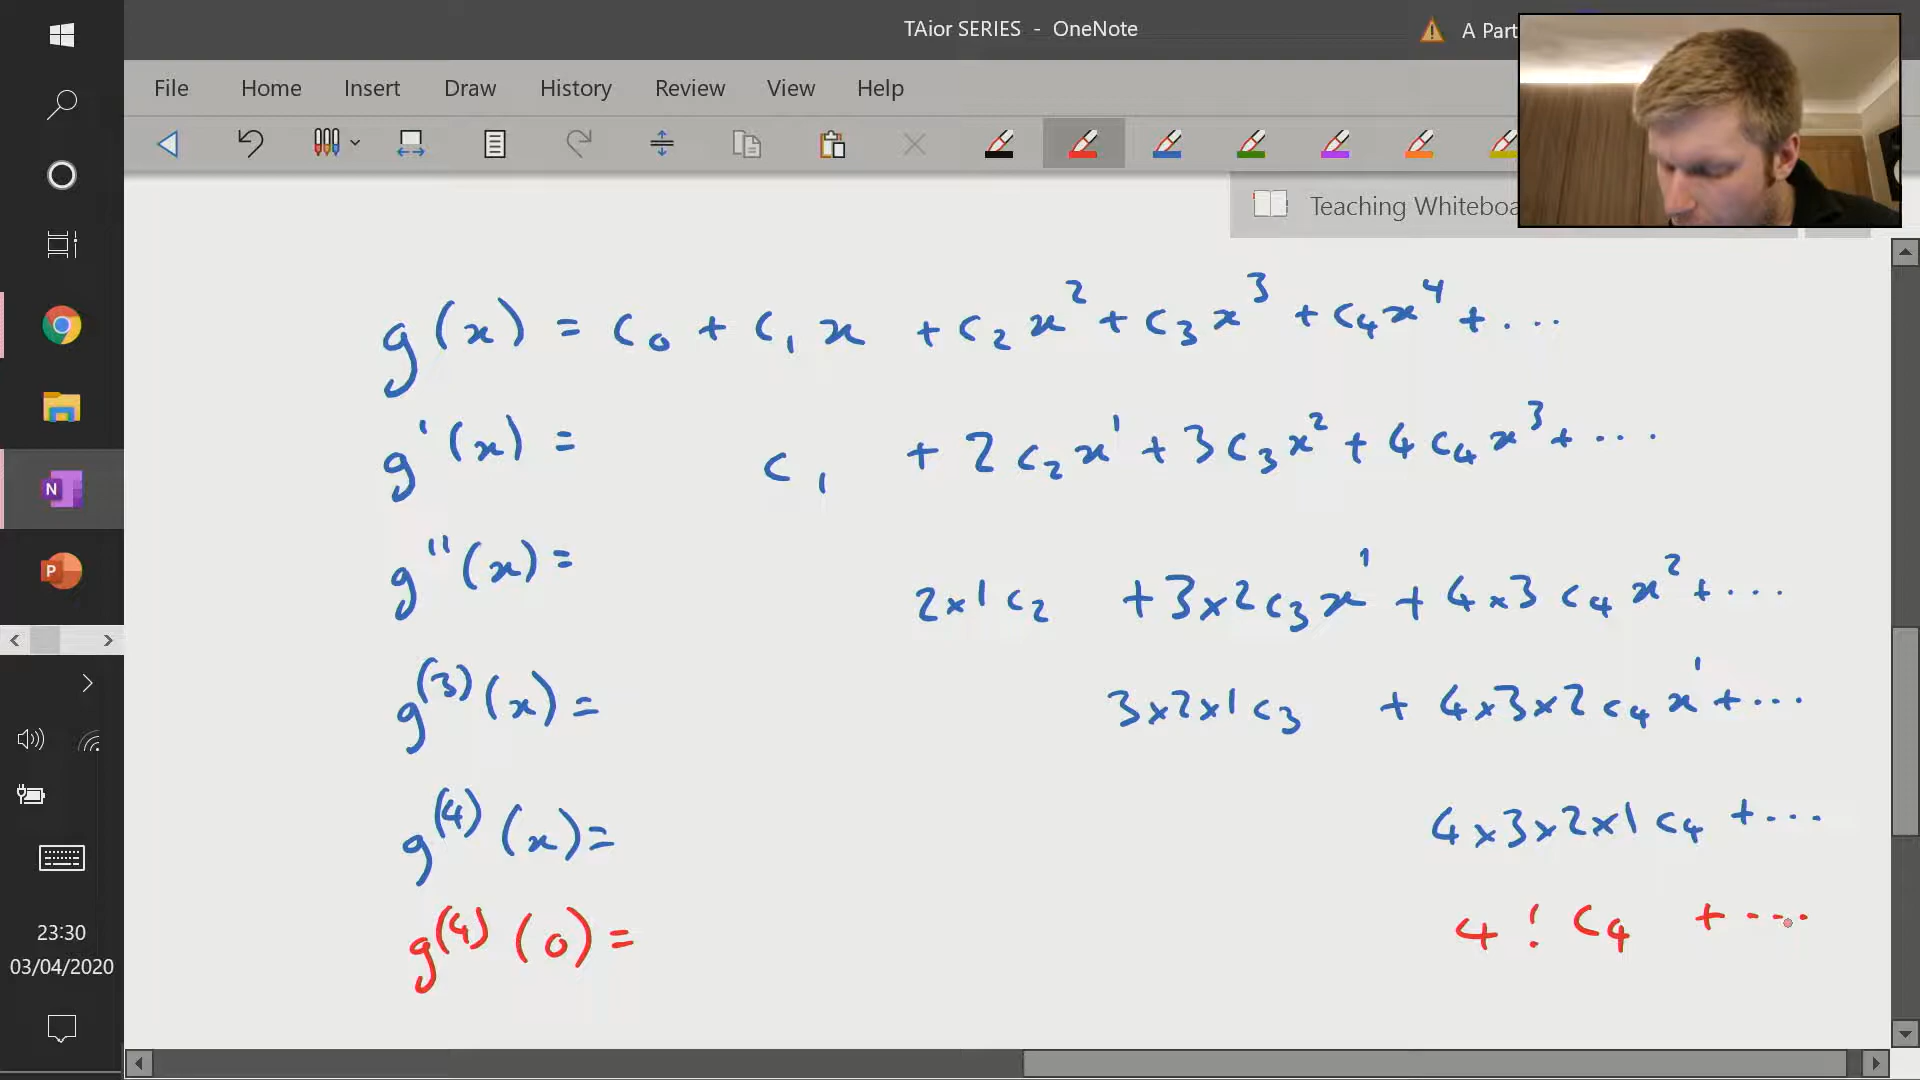 TAior SERIES - OneNote
A Part
File Home Insert Draw History Review View Help
Teaching Whiteboa
g(x) = c₀ + c₁x + c₂x² + c₃x³ + c₄x⁴ + ...
g'(x) = c₁ + 2c₂x¹ + 3c₃x² + 4c₄x³ + ...
g''(x) = 2×1c₂ + 3×2c₃x¹ + 4×3c₄x² + ...
g⁽³⁾(x) = 3×2×1c₃ + 4×3×2c₄x¹ + ...
g⁽⁴⁾(x) = 4×3×2×1c₄ + ...
g⁽⁴⁾(0) = 4!c₄ + ...
N
P
23:30
03/04/2020